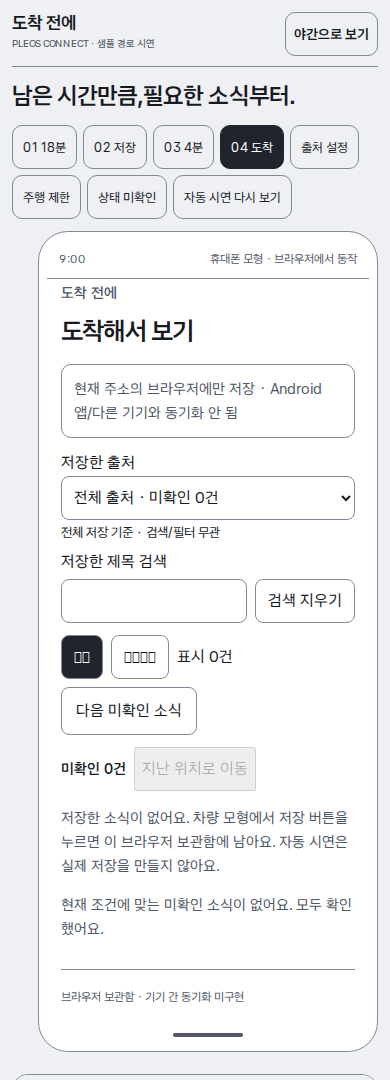 도착 전에
PLEOS CONNECT · 샘플 경로 시연
야간으로 보기
남은 시간만큼,필요한 소식부터.
01 18분
02 저장
03 4분
04 도착
출처 설정
주행 제한
상태 미확인
자동 시연 다시 보기
9:00
휴대폰 모형 · 브라우저에서 동작
도착 전에
도착해서 보기
현재 주소의 브라우저에만 저장 · Android
앱/다른 기기와 동기화 안 됨
저장한 출처
전체 출처 · 미확인 0건
전체 저장 기준 · 검색/필터 무관
저장한 제목 검색
검색 지우기
표시 0건
다음 미확인 소식
미확인 0건
지난 위치로 이동
저장한 소식이 없어요. 차량 모형에서 저장 버튼을
누르면 이 브라우저 보관함에 남아요. 자동 시연은
실제 저장을 만들지 않아요.
현재 조건에 맞는 미확인 소식이 없어요. 모두 확인
했어요.
브라우저 보관함 · 기기 간 동기화 미구현